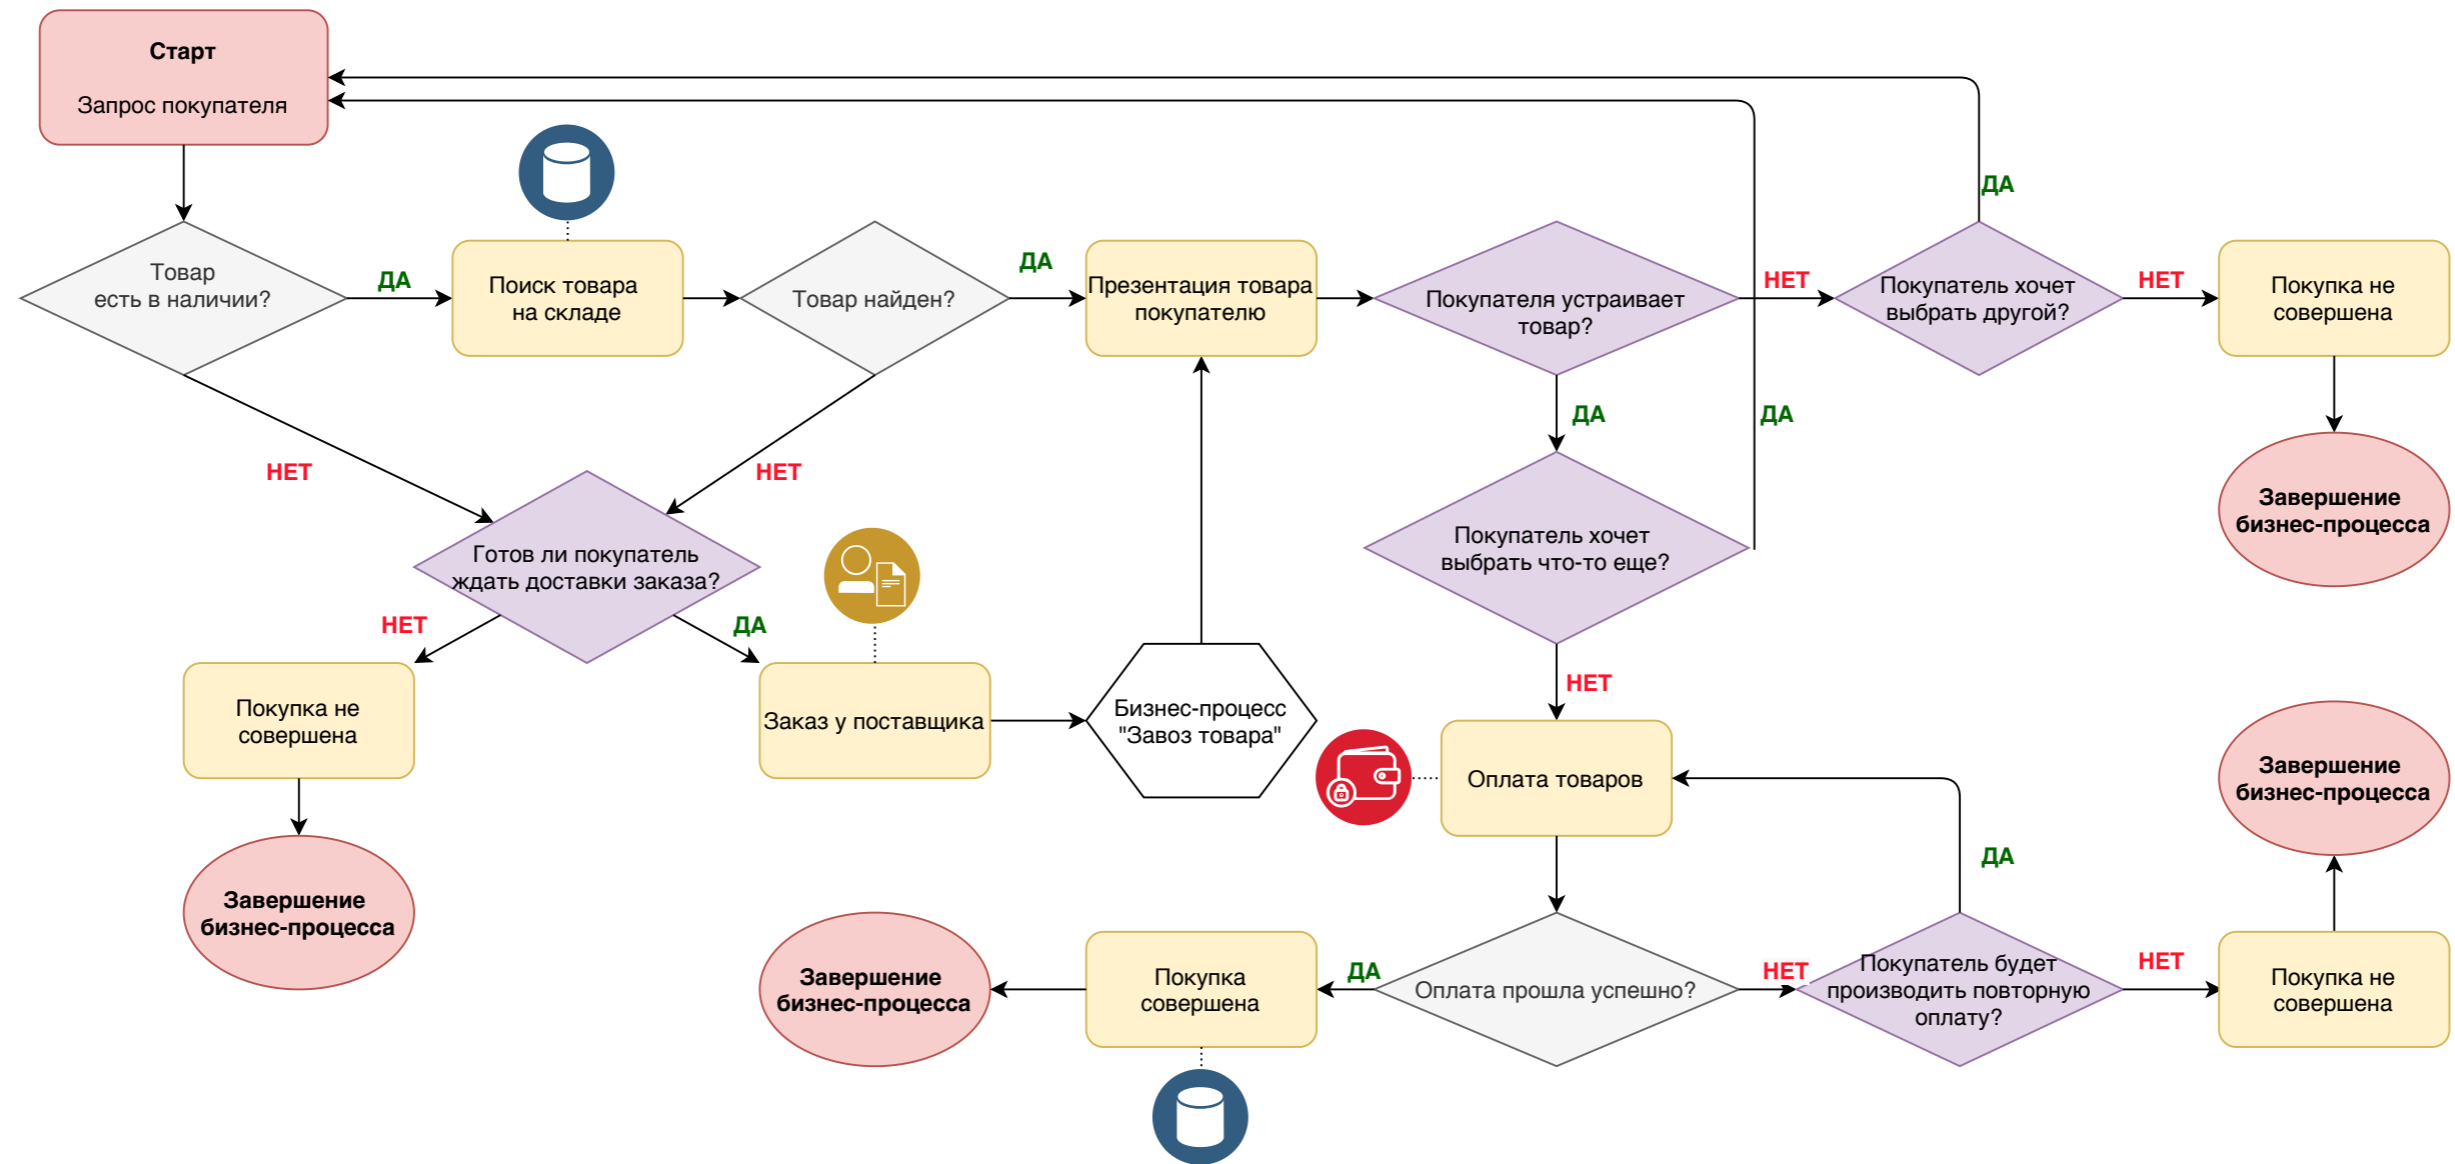 Старт
Запрос покупателя
ДА
Товар
есть в наличии?
ДА
Поиск товара
на складе
Товар найден?
ДА
Презентация товара
покупателю
Покупателя устраивает
товар?
НЕТ
Покупатель хочет
выбрать другой?
НЕТ
Покупка не
совершена
ДА
ДА
НЕТ
НЕТ
Завершение
бизнес-процесса
Готов ли покупатель
ждать доставки заказа?
Покупатель хочет
выбрать что-то еще?
НЕТ
ДА
НЕТ
Покупка не
совершена
Заказ у поставщика
Бизнес-процесс
"Завоз товара"
Оплата товаров
Завершение
бизнес-процесса
ДА
Завершение
бизнес-процесса
Завершение
бизнес-процесса
Покупка
совершена
ДА
Оплата прошла успешно?
НЕТ
Покупатель будет
производить повторную
оплату?
НЕТ
Покупка не
совершена